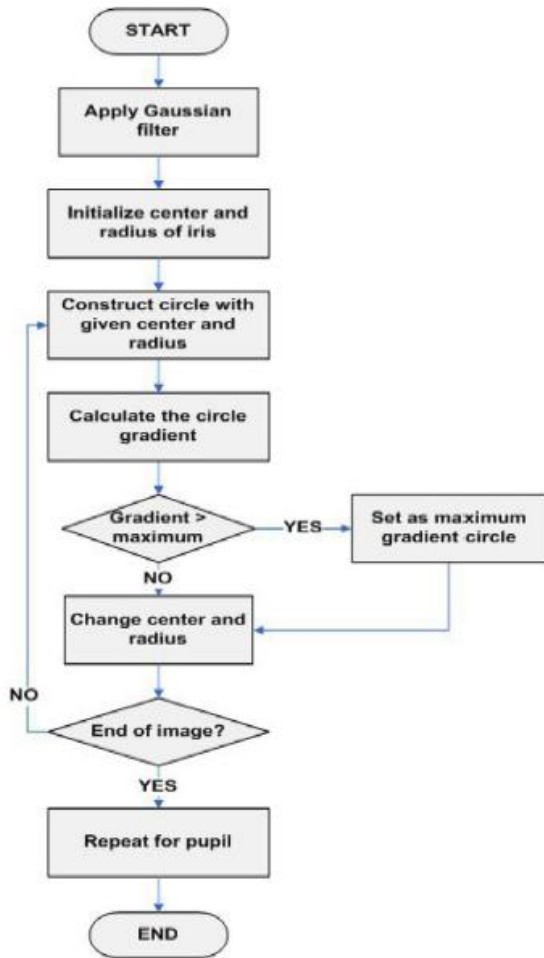 START
Apply Gaussian
filter
Initialize center and
radius of iris
Construct circle with
given center and
radius
Calculate the circle
gradient
Gradient >
maximum
YES
Set as maximum
gradient circle
NO
Change center and
radius
NO
End of image?
YES
Repeat for pupil
END